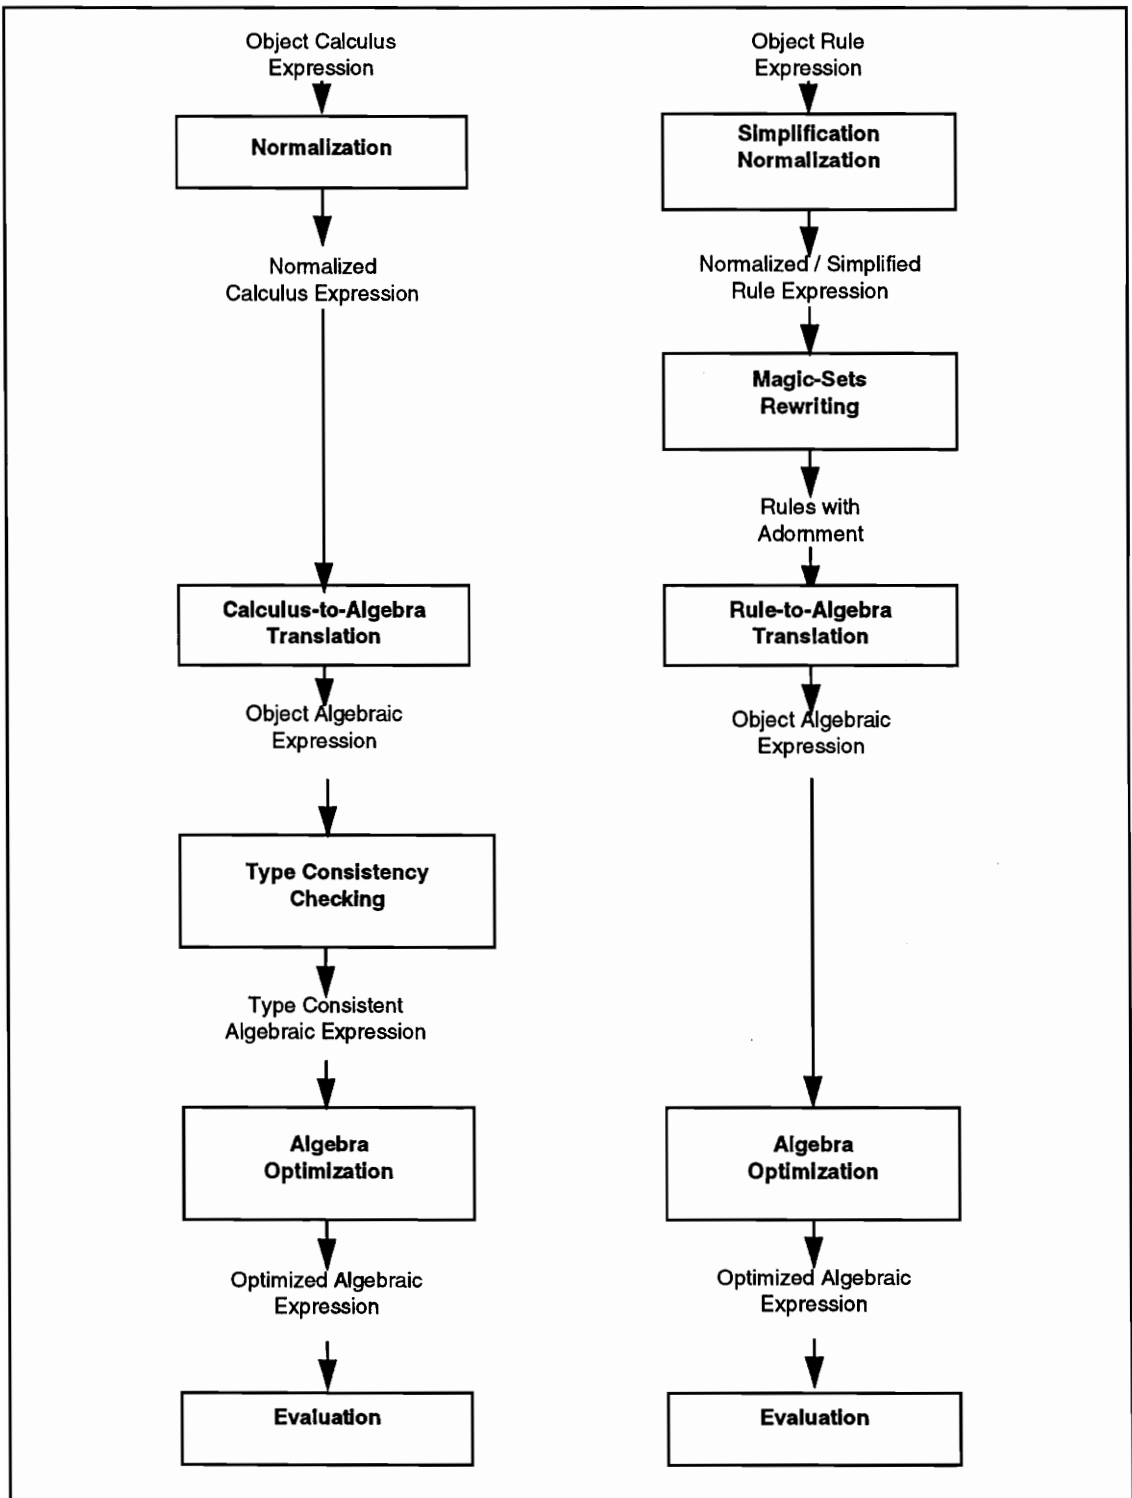 Object Calculus
Expression
Normalization
Normalized
Calculus Expression
Calculus-to-Algebra
Translation
Object Algebraic
Expression
Type Consistency
Checking
Type Consistent
Algebraic Expression
Algebra
Optimization
Optimized Algebraic
Expression
Evaluation
Object Rule
Expression
Simplification
Normalization
Normalized / Simplified
Rule Expression
Magic-Sets
Rewriting
Rules with
Adornment
Rule-to-Algebra
Translation
Object Algebraic
Expression
Algebra
Optimization
Optimized Algebraic
Expression
Evaluation